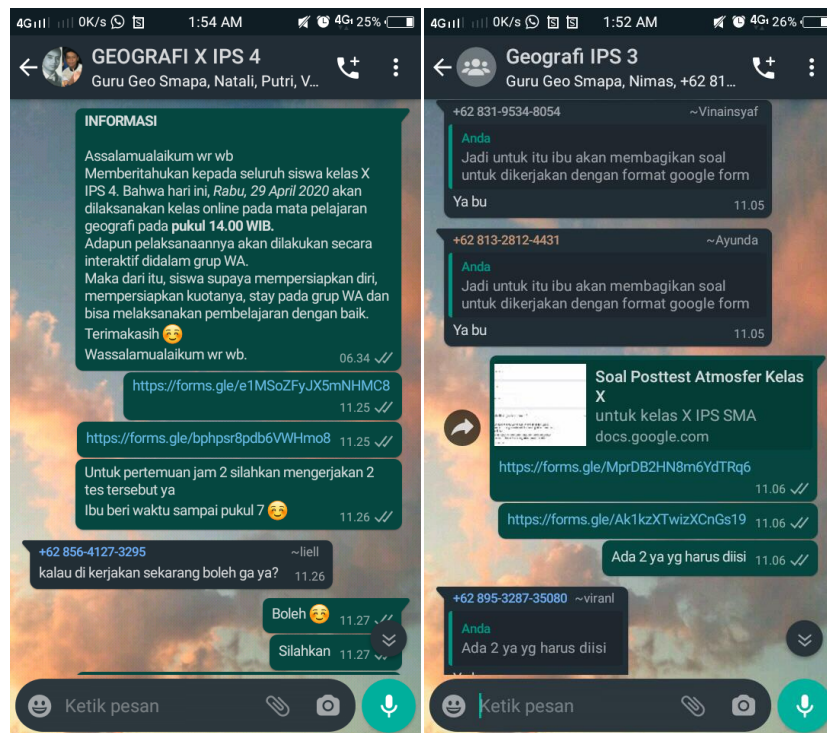 4G 0K/s 1:54 AM 4G 25%
GEOGRAFI X IPS 4
Guru Geo Smapa, Natali, Putri, V...
INFORMASI
Assalamualaikum wr wb
Memberitahukan kepada seluruh siswa kelas X
IPS 4. Bahwa hari ini, Rabu, 29 April 2020 akan
dilaksanakan kelas online pada mata pelajaran
geografi pada pukul 14.00 WIB.
Adapun pelaksanaannya akan dilakukan secara
interaktif didalam grup WA.
Maka dari itu, siswa supaya mempersiapkan diri,
mempersiapkan kuotanya, stay pada grup WA dan
bisa melaksanakan pembelajaran dengan baik.
Terimakasih 😊
Wassalamualaikum wr wb.
06.34
https://forms.gle/e1MSoZFyJX5mNHMC8
11.25
https://forms.gle/bphpsr8pdb6VWHmo8 11.25
Untuk pertemuan jam 2 silahkan mengerjakan 2
tes tersebut ya
Ibu beri waktu sampai pukul 7 😊
11.26
+62 856-4127-3295 ~liell
kalau di kerjakan sekarang boleh ga ya? 11.26
Boleh 😊 11.27
Silahkan 11.27
Ketik pesan
4G 0K/s 1:52 AM 4G 26%
Geografi IPS 3
Guru Geo Smapa, Nimas, +62 81...
+62 831-9534-8054 ~Vinainsyaf
Anda
Jadi untuk itu ibu akan membagikan soal
untuk dikerjakan dengan format google form
Ya bu 11.05
+62 813-2812-4431 ~Ayunda
Anda
Jadi untuk itu ibu akan membagikan soal
untuk dikerjakan dengan format google form
Ya bu 11.05
Soal Posttest Atmosfer Kelas
X
untuk kelas X IPS SMA
docs.google.com
https://forms.gle/MprDB2HN8m6YdTRq6
11.06
https://forms.gle/Ak1kzXTwizXCnGs19 11.06
Ada 2 ya yg harus diisi 11.06
+62 895-3287-35080 ~viranl
Anda
Ada 2 ya yg harus diisi
Ketik pesan